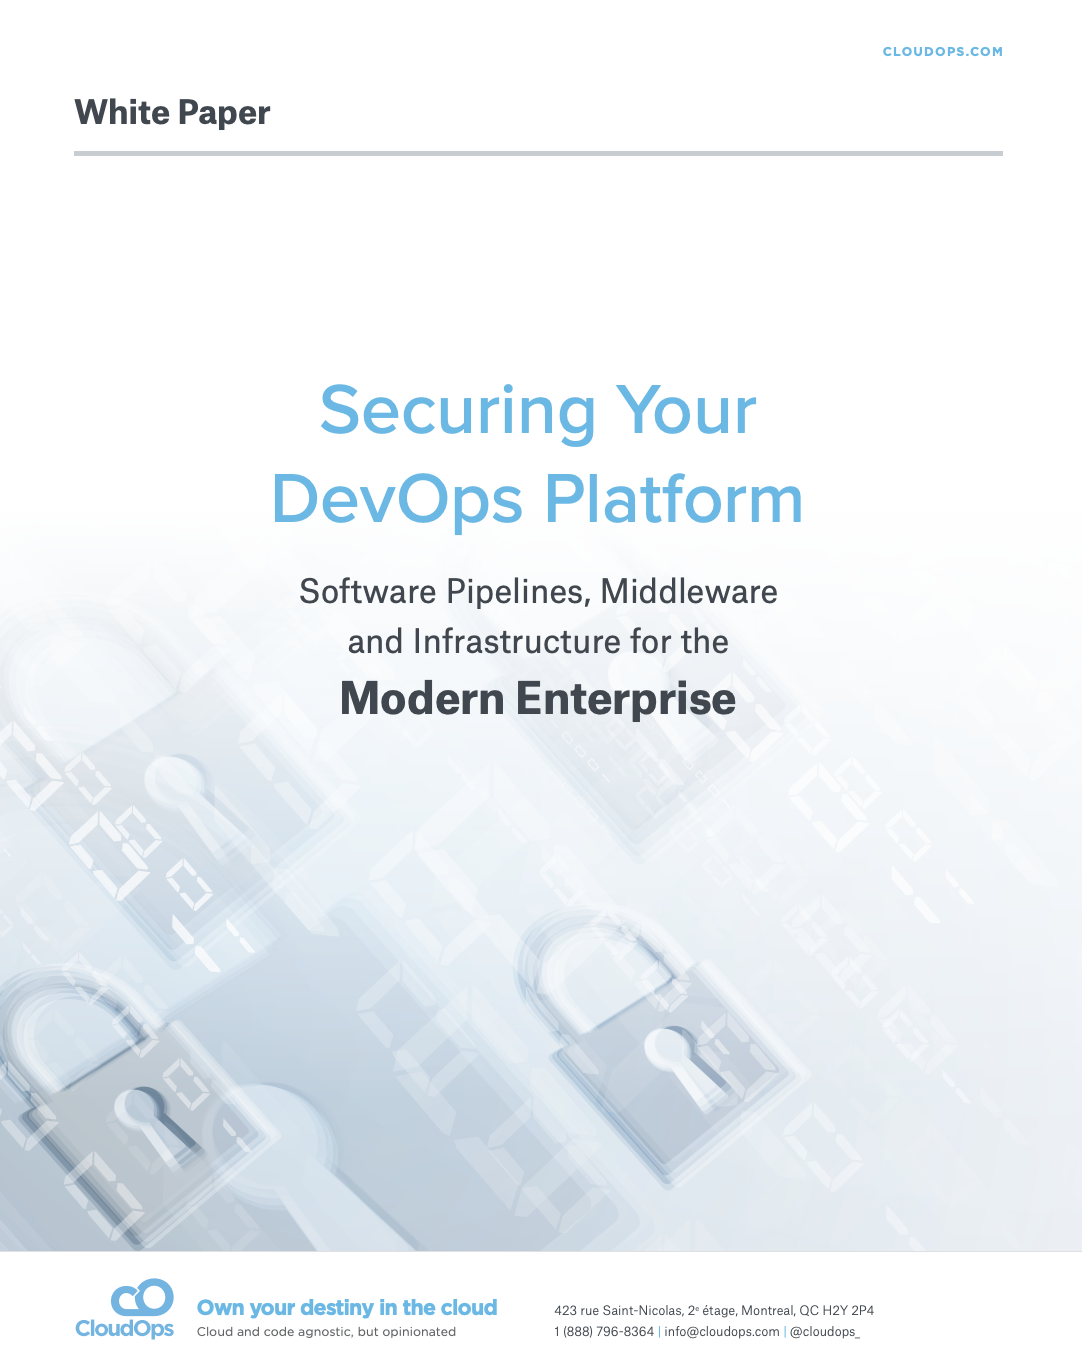 CLOUDOPS.COM
White Paper
Securing Your
DevOps Platform
Software Pipelines, Middleware
and Infrastructure for the
Modern Enterprise
CloudOps
Own your destiny in the cloud
Cloud and code agnostic, but opinionated
423 rue Saint-Nicolas, 2ᵉ étage, Montreal, QC H2Y 2P4
1 (888) 796-8364 | info@cloudops.com | @cloudops_